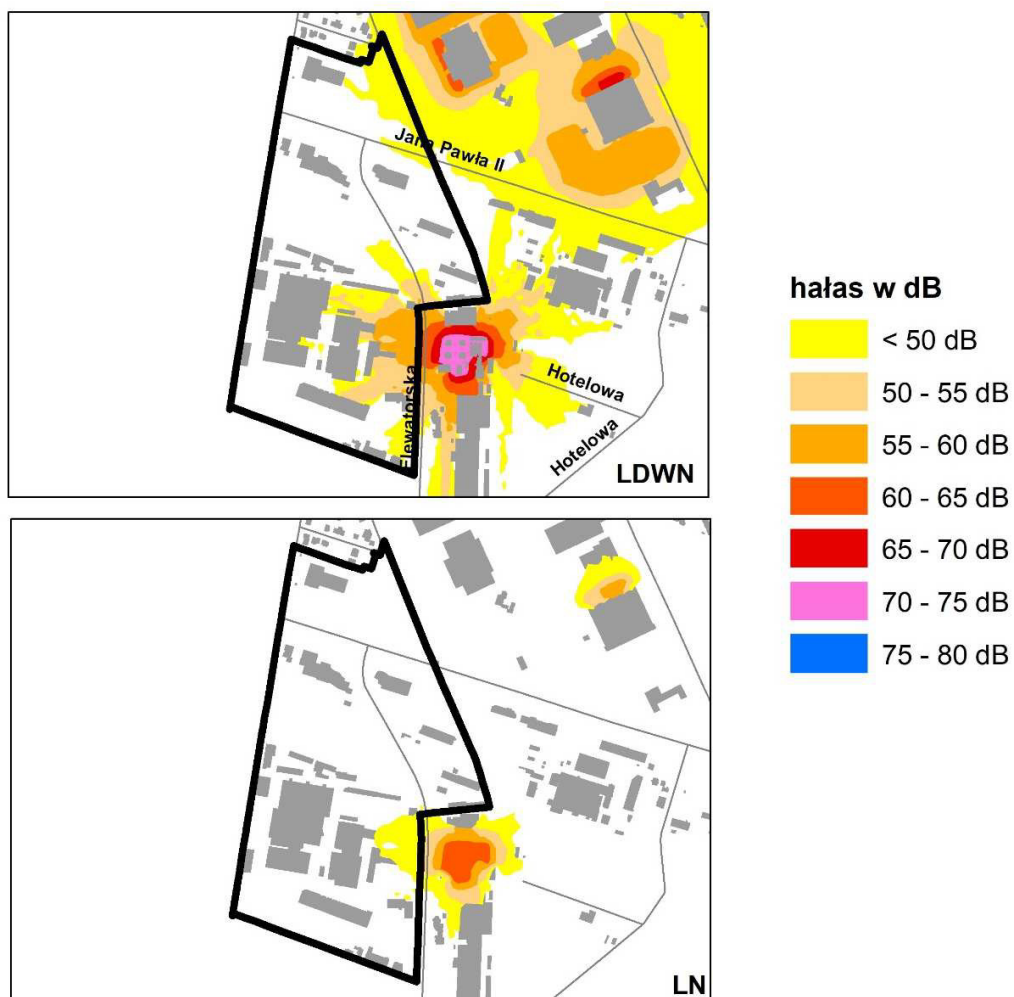 Jana Pawła II
Hotelowa
Hotelowa
Elewatorska
LDWN
LN
hałas w dB
< 50 dB
50 - 55 dB
55 - 60 dB
60 - 65 dB
65 - 70 dB
70 - 75 dB
75 - 80 dB